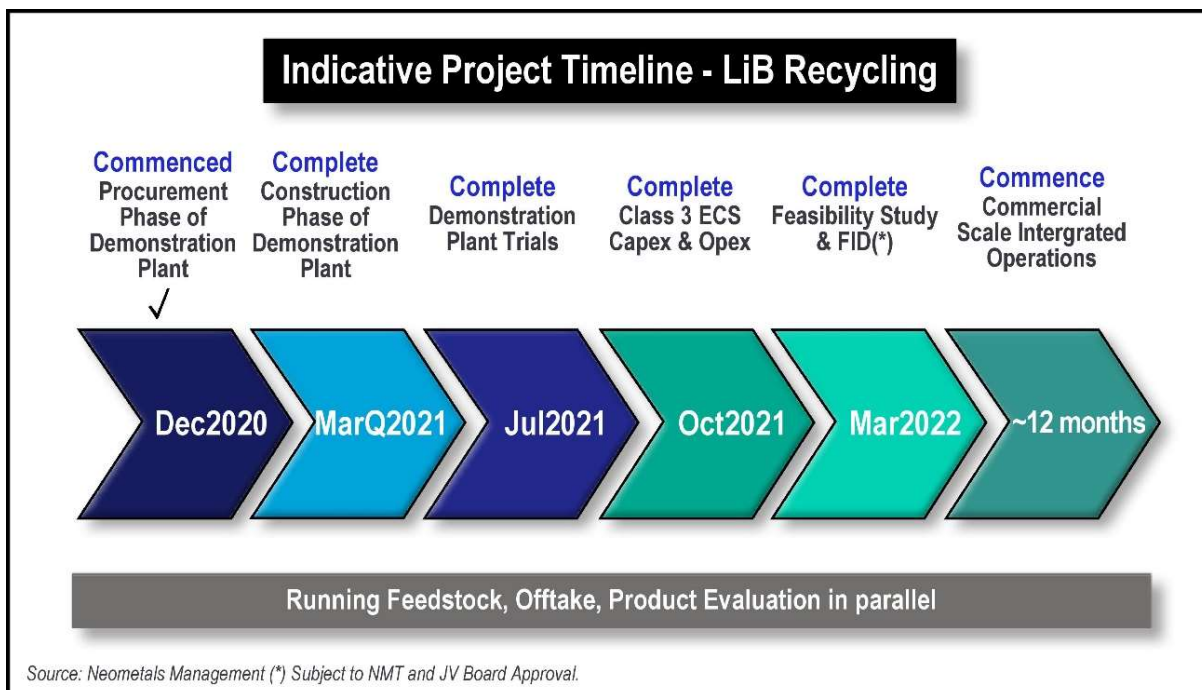 Indicative Project Timeline - LiB Recycling
Commenced
Procurement
Phase of
Demonstration
Plant
Complete
Construction
Phase of
Demonstration
Plant
Complete
Demonstration
Plant Trials
Complete
Class 3 ECS
Capex & Opex
Complete
Feasibility Study
& FID(*)
Commence
Commercial
Scale Intergrated
Operations
Dec2020
MarQ2021
Jul2021
Oct2021
Mar2022
~12 months
Running Feedstock, Offtake, Product Evaluation in parallel
Source: Neometals Management (*) Subject to NMT and JV Board Approval.